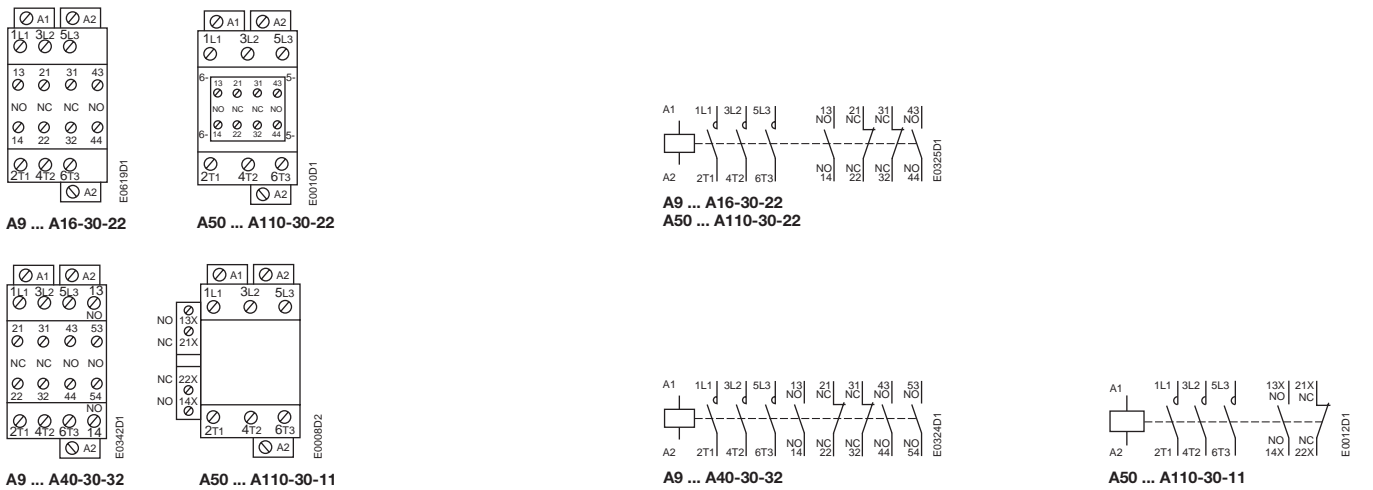 A1 A2
1L1 3L2 5L3
13 21 31 43
NO NC NC NO
14 22 32 44
2T1 4T2 6T3
A2
E0619D1
A9 ... A16-30-22
A1 A2
1L1 3L2 5L3
6- 5-
13 21 31 43
NO NC NC NO
14 22 32 44
6- 5-
2T1 4T2 6T3
A2
E0010D1
A50 ... A110-30-22
A1 1L1 3L2 5L3 13 21 31 43
NO NC NC NO
NO NC NC NO
A2 2T1 4T2 6T3 14 22 32 44
E0325D1
A9 ... A16-30-22
A50 ... A110-30-22
A1 A2
1L1 3L2 5L3 13
NO
21 31 43 53
NC NC NO NO
22 32 44 54
NO
2T1 4T2 6T3 14
A2
E0342D1
A9 ... A40-30-32
A1 A2
1L1 3L2 5L3
NO 13X
NC 21X
NC 22X
NO 14X
2T1 4T2 6T3
A2
E0008D2
A50 ... A110-30-11
A1 1L1 3L2 5L3 13 21 31 43 53
NO NC NC NO NO
NO NC NC NO NO
A2 2T1 4T2 6T3 14 22 32 44 54
E0324D1
A9 ... A40-30-32
A1 1L1 3L2 5L3 13X 21X
NO NC
NO NC
A2 2T1 4T2 6T3 14X 22X
E0012D1
A50 ... A110-30-11